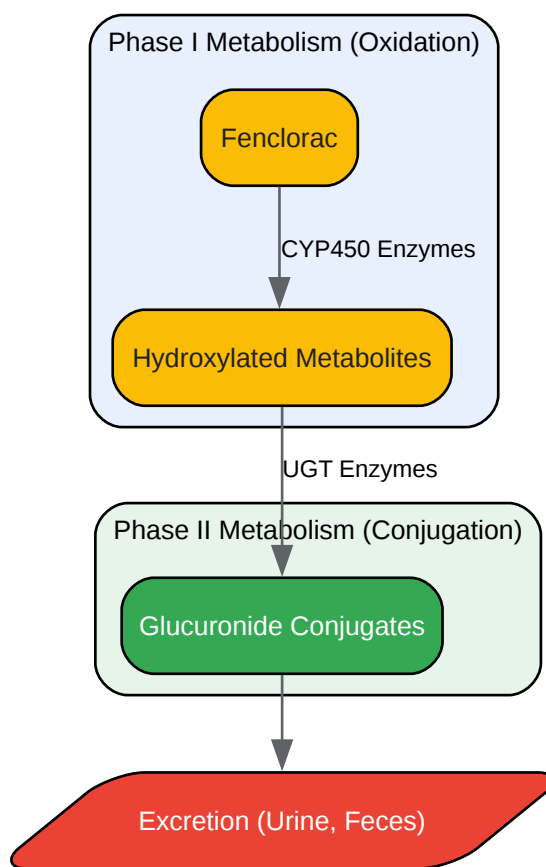 Phase I Metabolism (Oxidation)
Fenclorac
CYP450 Enzymes
Hydroxylated Metabolites
UGT Enzymes
Phase II Metabolism (Conjugation)
Glucuronide Conjugates
Excretion (Urine, Feces)